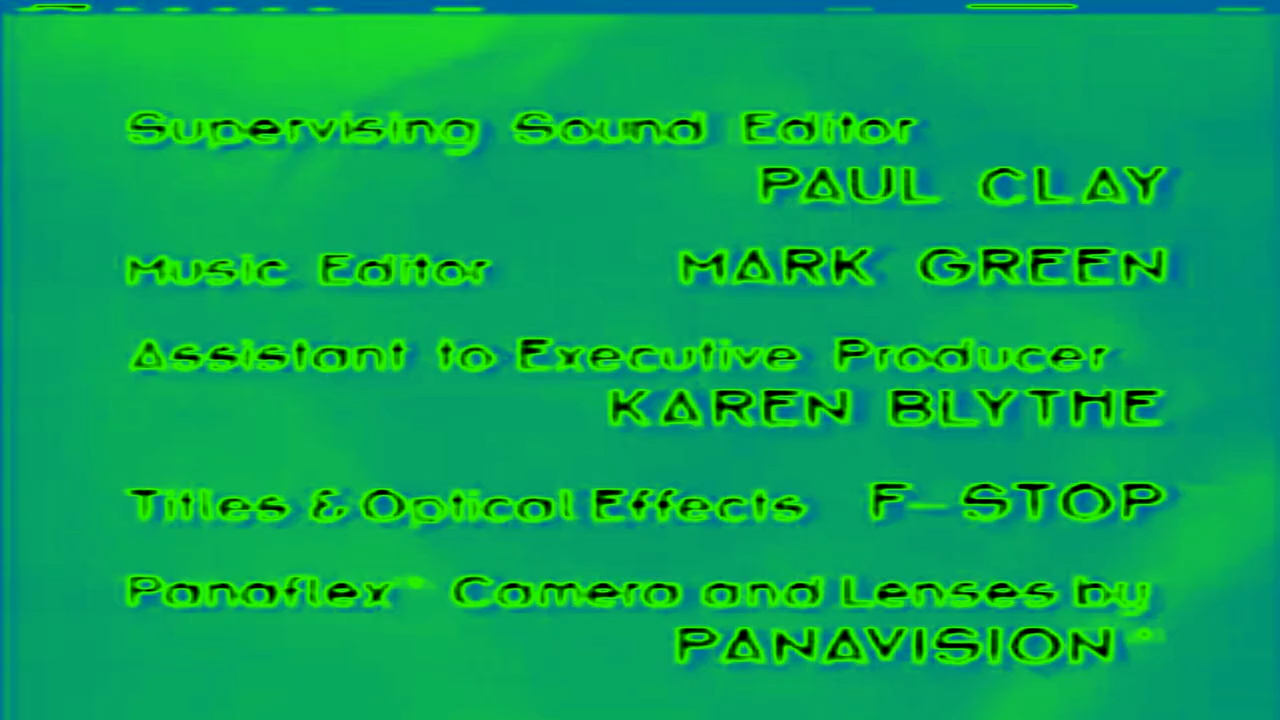 Supervising Sound Editor
PAUL CLAY
Music Editor MARK GREEN
Assistant to Executive Producer
KAREN BLYTHE
Titles & Optical Effects F-STOP
Panaflex Camera and Lenses by
PANAVISION